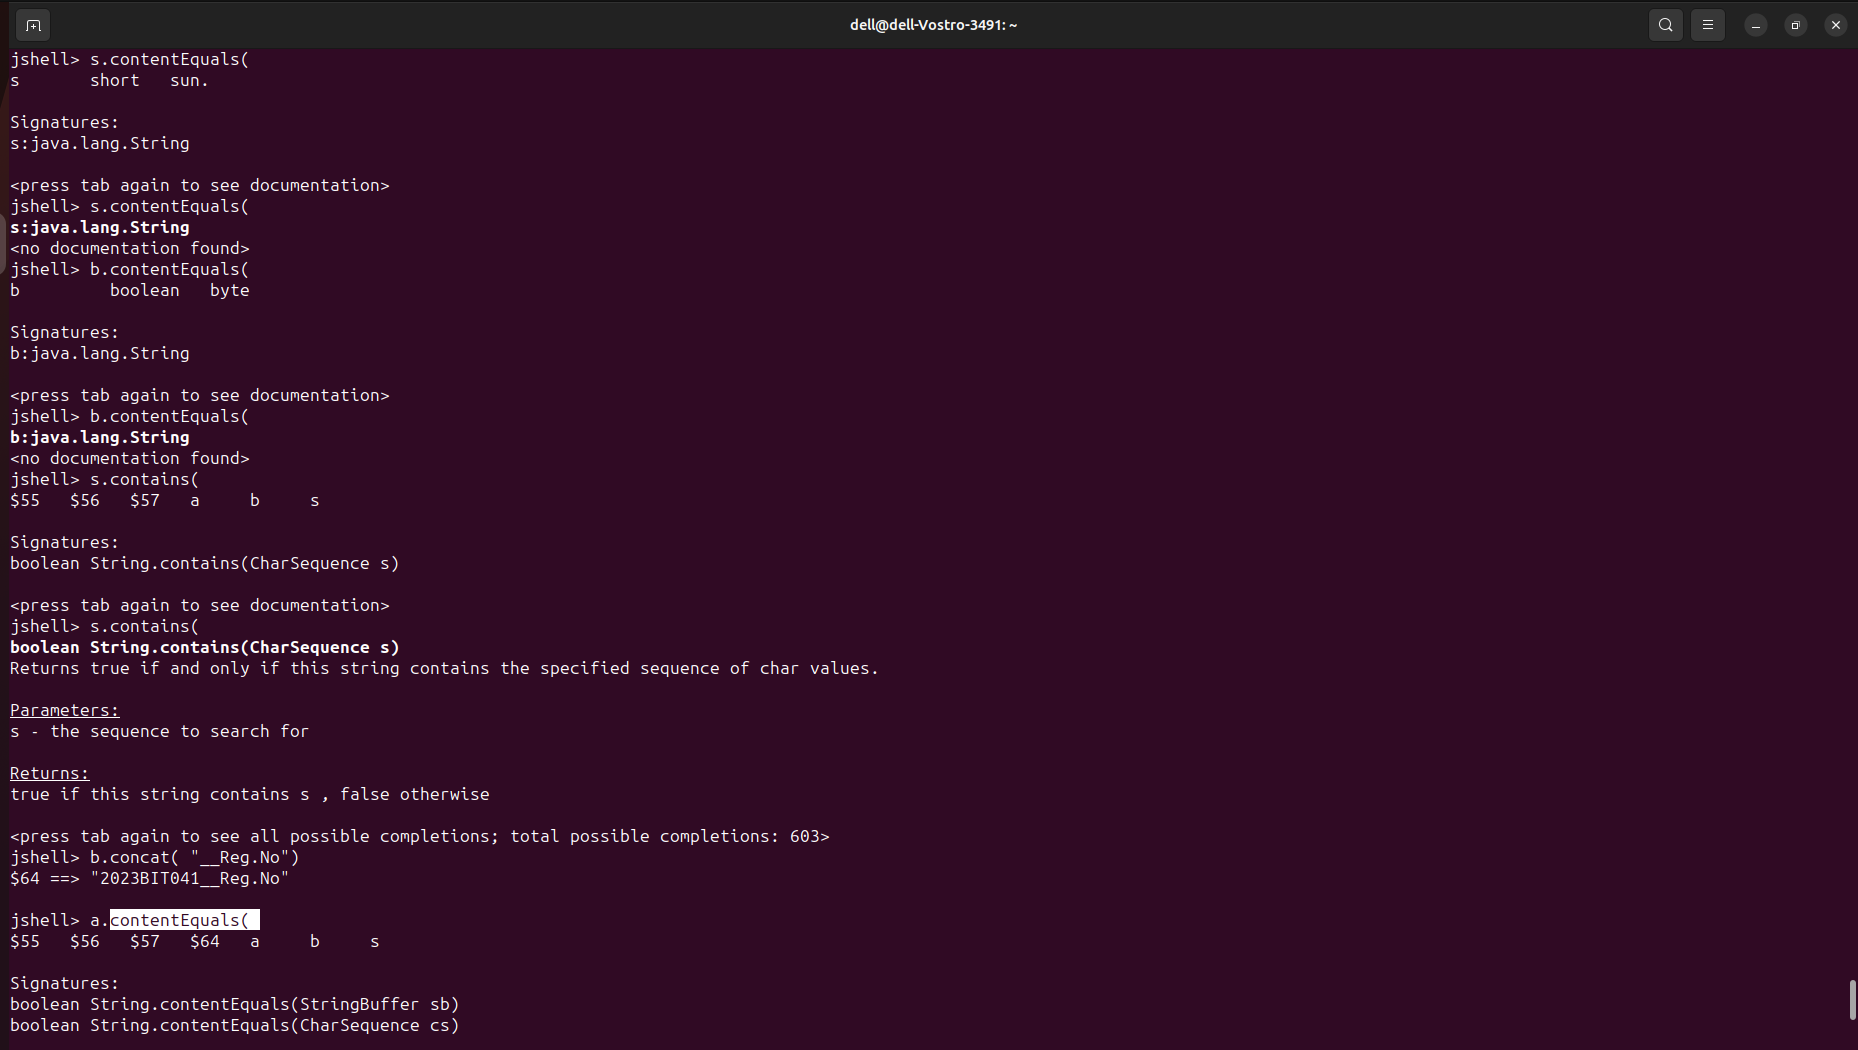 dell@dell-Vostro-3491: ~
jshell> s.contentEquals(
s       short   sun.
Signatures:
s:java.lang.String
<press tab again to see documentation>
jshell> s.contentEquals(
s:java.lang.String
<no documentation found>
jshell> b.contentEquals(
b         boolean   byte
Signatures:
b:java.lang.String
<press tab again to see documentation>
jshell> b.contentEquals(
b:java.lang.String
<no documentation found>
jshell> s.contains(
$55   $56   $57   a     b     s
Signatures:
boolean String.contains(CharSequence s)
<press tab again to see documentation>
jshell> s.contains(
boolean String.contains(CharSequence s)
Returns true if and only if this string contains the specified sequence of char values.
Parameters:
s - the sequence to search for
Returns:
true if this string contains s , false otherwise
<press tab again to see all possible completions; total possible completions: 603>
jshell> b.concat( "__Reg.No")
$64 ==> "2023BIT041__Reg.No"
jshell> a.contentEquals(
$55   $56   $57   $64   a     b     s
Signatures:
boolean String.contentEquals(StringBuffer sb)
boolean String.contentEquals(CharSequence cs)